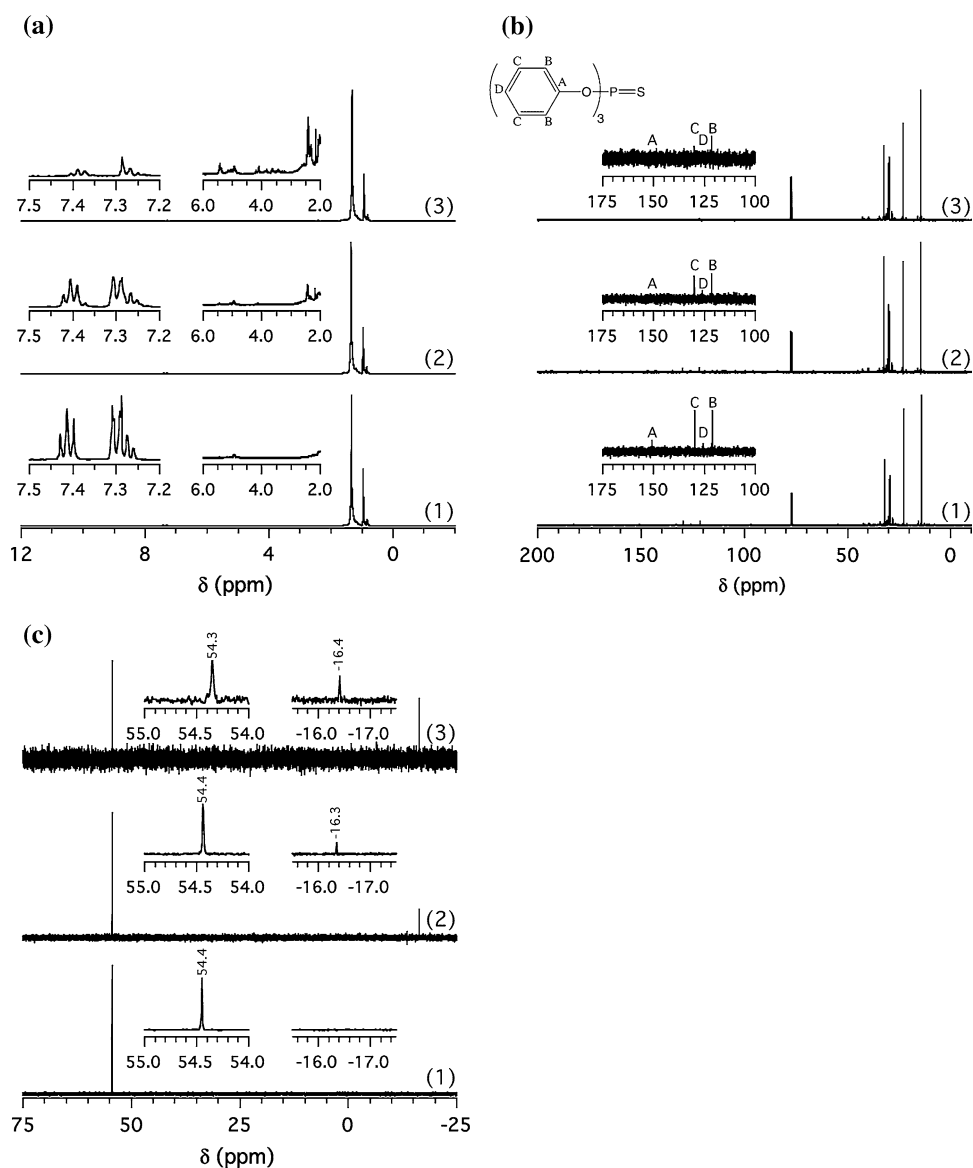 (a)
7.5 7.4 7.3 7.2 6.0 4.0 2.0
(3)
7.5 7.4 7.3 7.2 6.0 4.0 2.0
(2)
7.5 7.4 7.3 7.2 6.0 4.0 2.0
(1)
12 8 4 0
δ (ppm)
(b)
C B
D A O P S
C B
3
A C D B
175 150 125 100
(3)
A C D B
175 150 125 100
(2)
A C D B
175 150 125 100
(1)
200 150 100 50 0
δ (ppm)
(c)
54.3 -16.4
55.0 54.5 54.0 -16.0 -17.0
(3)
54.4 -16.3
55.0 54.5 54.0 -16.0 -17.0
(2)
54.4
55.0 54.5 54.0 -16.0 -17.0
(1)
75 50 25 0 -25
δ (ppm)